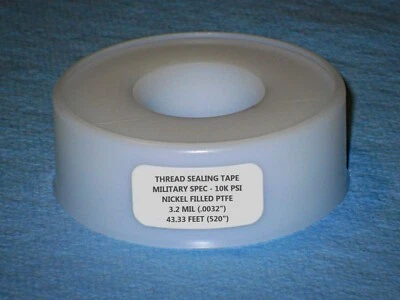 THREAD SEALING TAPE
MILITARY SPEC - 10K PSI
NICKEL FILLED PTFE
3.2 MIL (.0032")
43.33 FEET (520")